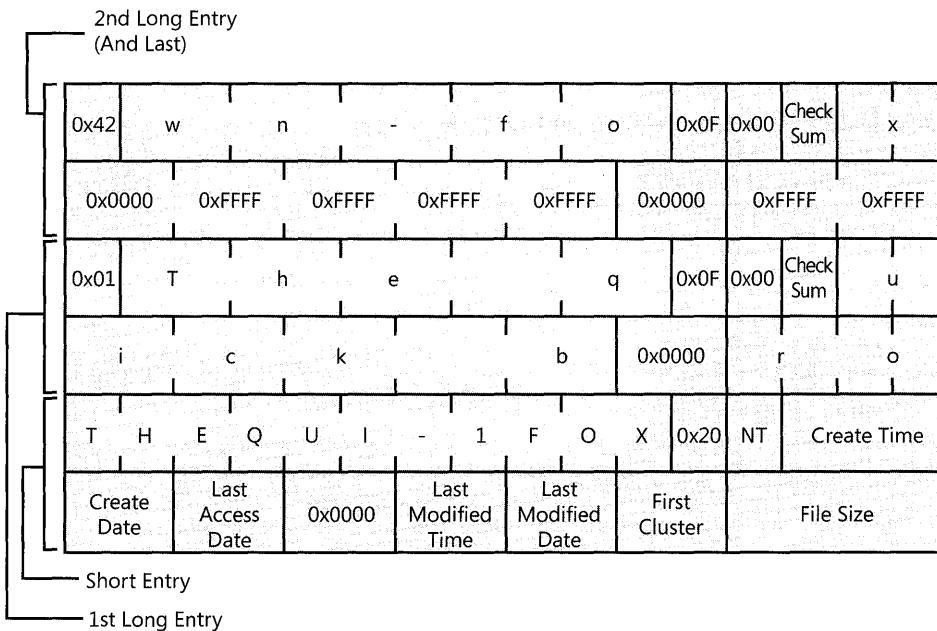 2nd Long Entry
(And Last)
0x42 w n - f o 0x0F 0x00 Check Sum x
0x0000 0xFFFF 0xFFFF 0xFFFF 0xFFFF 0x0000 0xFFFF 0xFFFF
0x01 T h e q 0x0F 0x00 Check Sum u
i c k b 0x0000 r o
T H E Q U I - 1 F O X 0x20 NT Create Time
Create Date Last Access Date 0x0000 Last Modified Time Last Modified Date First Cluster File Size
Short Entry
1st Long Entry